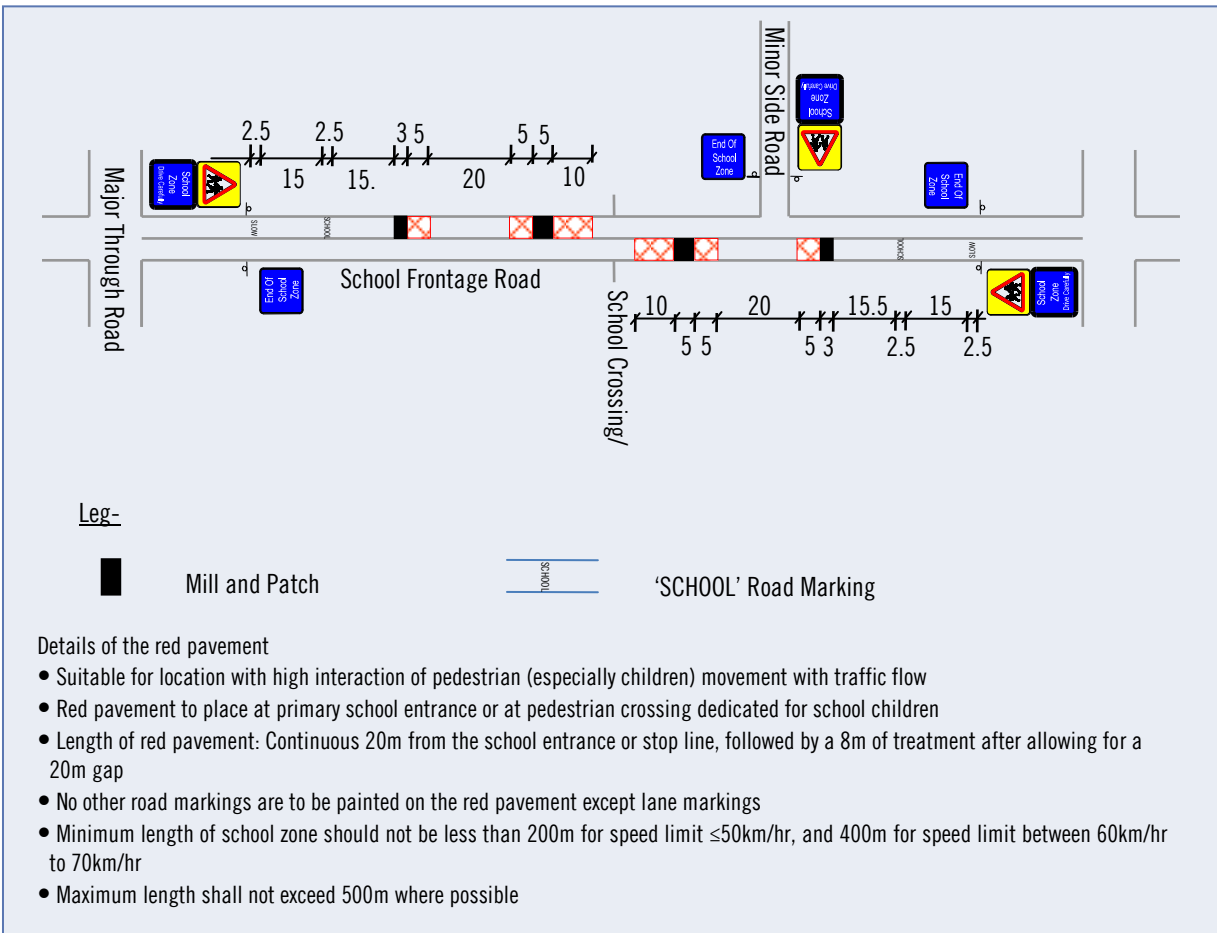 Minor Side Road
School
Zone
Drive Carefully
End Of
School
Zone
End Of
School
Zone
2.5 2.5 3 5 5 5
15 15. 20 10
Major Through Road
School
Zone
Drive Carefully
SLOW
SCHOOL
End Of
School
Zone
School Frontage Road
School Crossing/
SCHOOL
SLOW
School
Zone
Drive Carefully
10 20 15.5 15
5 5 5 3 2.5 2.5
Leg-
Mill and Patch
SCHOOL
‘SCHOOL’ Road Marking
Details of the red pavement
• Suitable for location with high interaction of pedestrian (especially children) movement with traffic flow
• Red pavement to place at primary school entrance or at pedestrian crossing dedicated for school children
• Length of red pavement: Continuous 20m from the school entrance or stop line, followed by a 8m of treatment after allowing for a
20m gap
• No other road markings are to be painted on the red pavement except lane markings
• Minimum length of school zone should not be less than 200m for speed limit ≤50km/hr, and 400m for speed limit between 60km/hr
to 70km/hr
• Maximum length shall not exceed 500m where possible